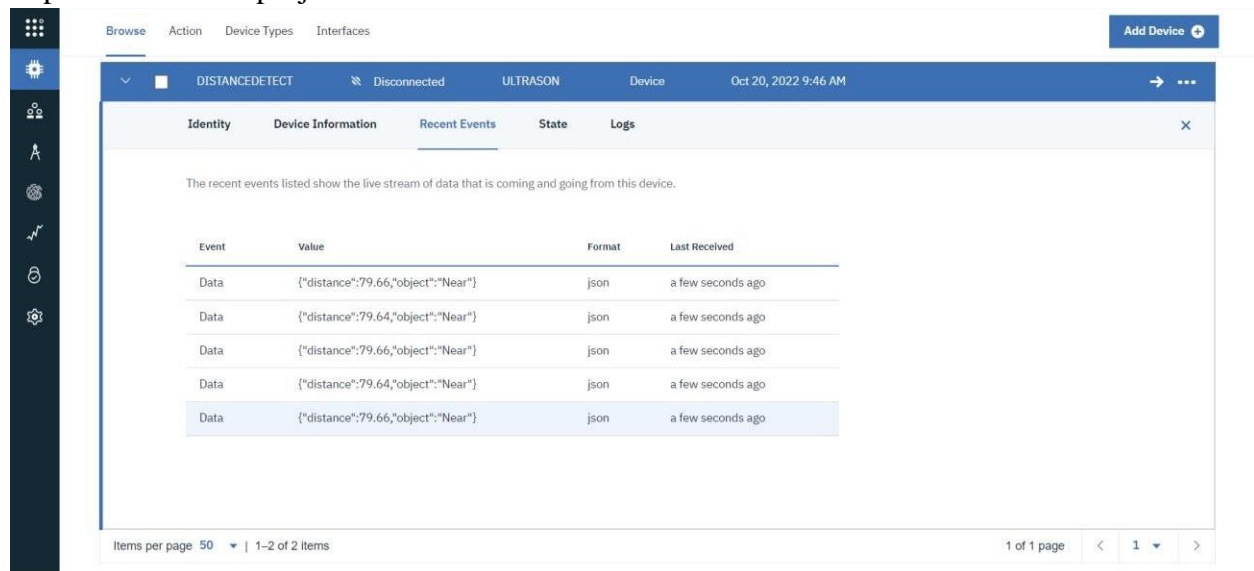 Browse Action Device Types Interfaces Add Device
DISTANCEDETECT Disconnected ULTRASON Device Oct 20, 2022 9:46 AM
Identity Device Information Recent Events State Logs
The recent events listed show the live stream of data that is coming and going from this device.
Event Value Format Last Received
Data {"distance":79.66,"object":"Near"} json a few seconds ago
Data {"distance":79.64,"object":"Near"} json a few seconds ago
Data {"distance":79.66,"object":"Near"} json a few seconds ago
Data {"distance":79.64,"object":"Near"} json a few seconds ago
Data {"distance":79.66,"object":"Near"} json a few seconds ago
Items per page 50 | 1–2 of 2 items 1 of 1 page 1